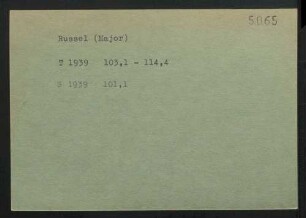 5065
Russel (Major)
T 1939 103,1 - 114,4
N 1939 101,1